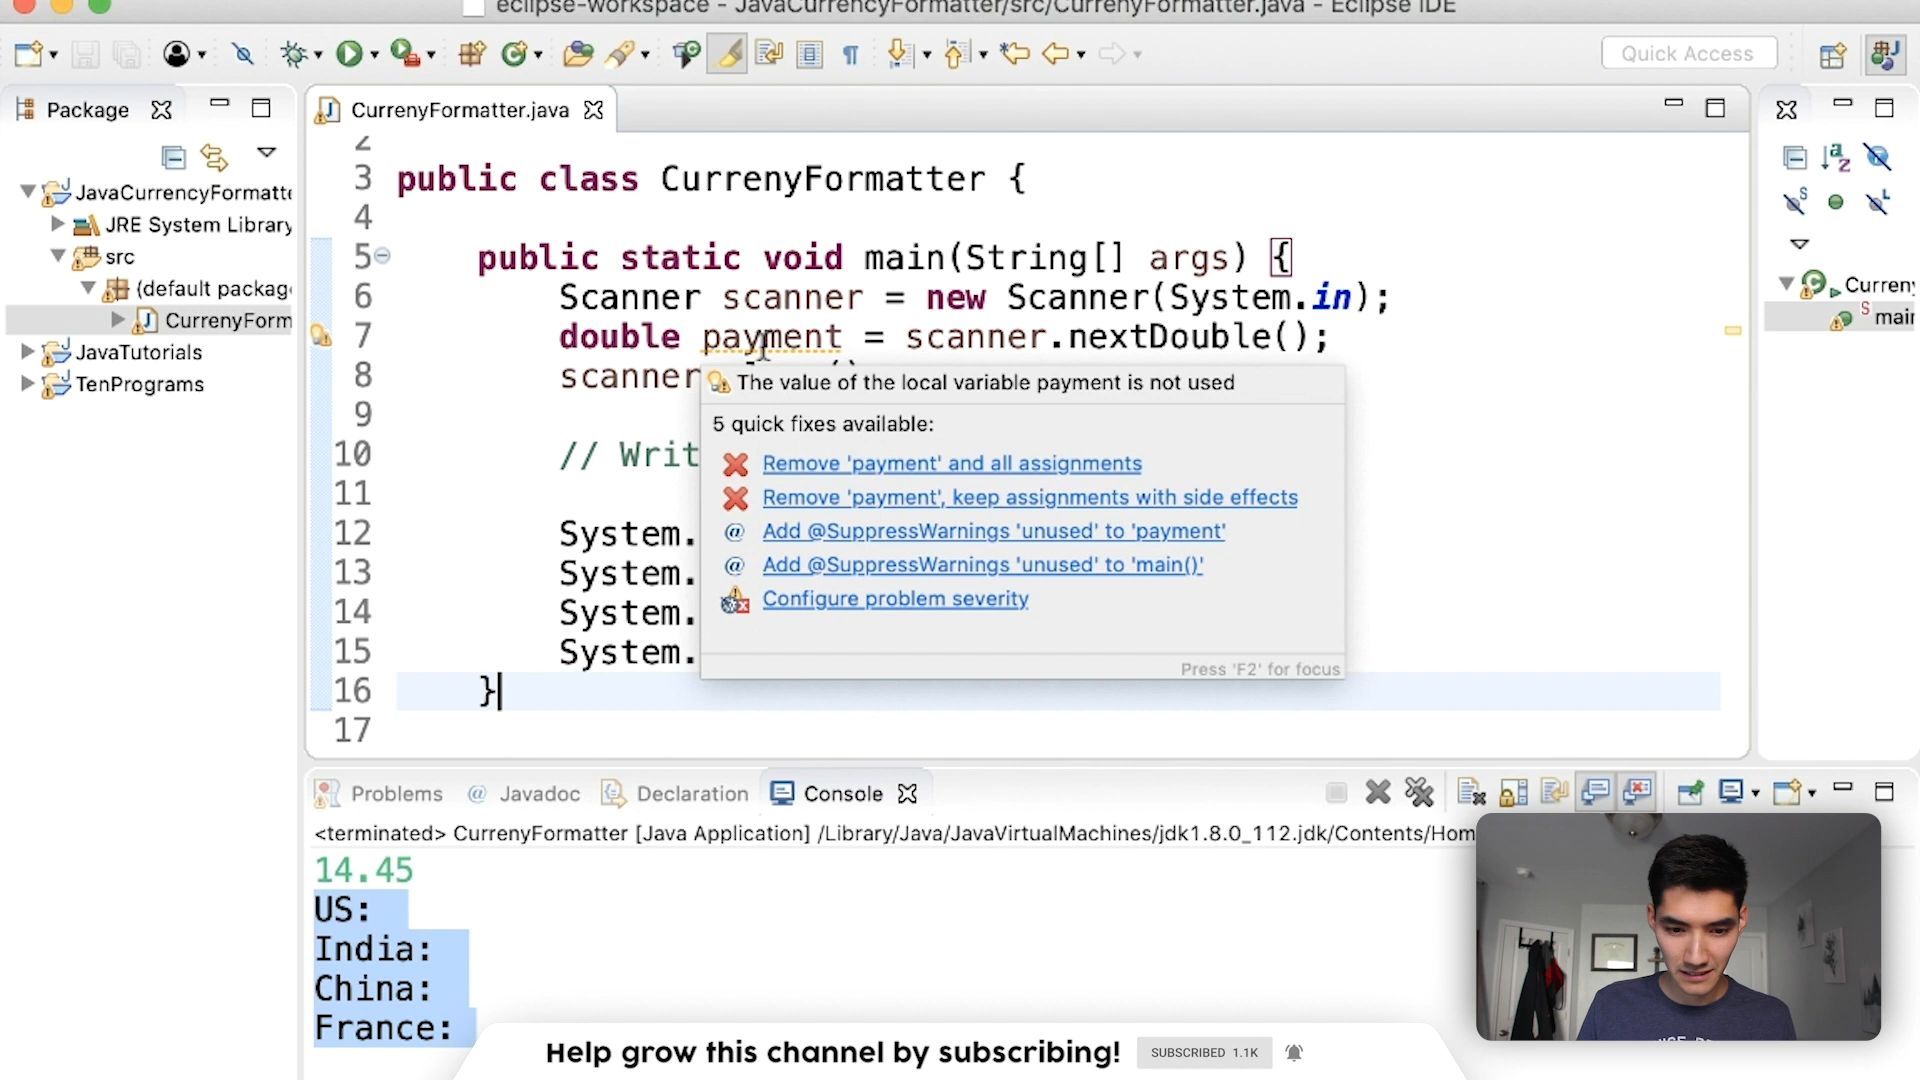 eclipse-workspace - JavaCurrencyFormatter/src/CurrenyFormatter.java - Eclipse IDE
Quick Access
Package
CurrenyFormatter.java
JavaCurrencyFormatte
JRE System Library
src
(default packag
CurrenyForm
JavaTutorials
TenPrograms
2
3 public class CurrenyFormatter {
4
5 public static void main(String[] args) {
6 Scanner scanner = new Scanner(System.in);
7 double payment = scanner.nextDouble();
8 scanner
9
10 // Writ
11
12 System.
13 System.
14 System.
15 System.
16 }
17
The value of the local variable payment is not used
5 quick fixes available:
Remove 'payment' and all assignments
Remove 'payment', keep assignments with side effects
@ Add @SuppressWarnings 'unused' to 'payment'
@ Add @SuppressWarnings 'unused' to 'main()'
Configure problem severity
Press 'F2' for focus
Curreny
main
Problems @ Javadoc Declaration Console
<terminated> CurrenyFormatter [Java Application] /Library/Java/JavaVirtualMachines/jdk1.8.0_112.jdk/Contents/Hom
14.45
US:
India:
China:
France:
Help grow this channel by subscribing!
SUBSCRIBED 1.1K